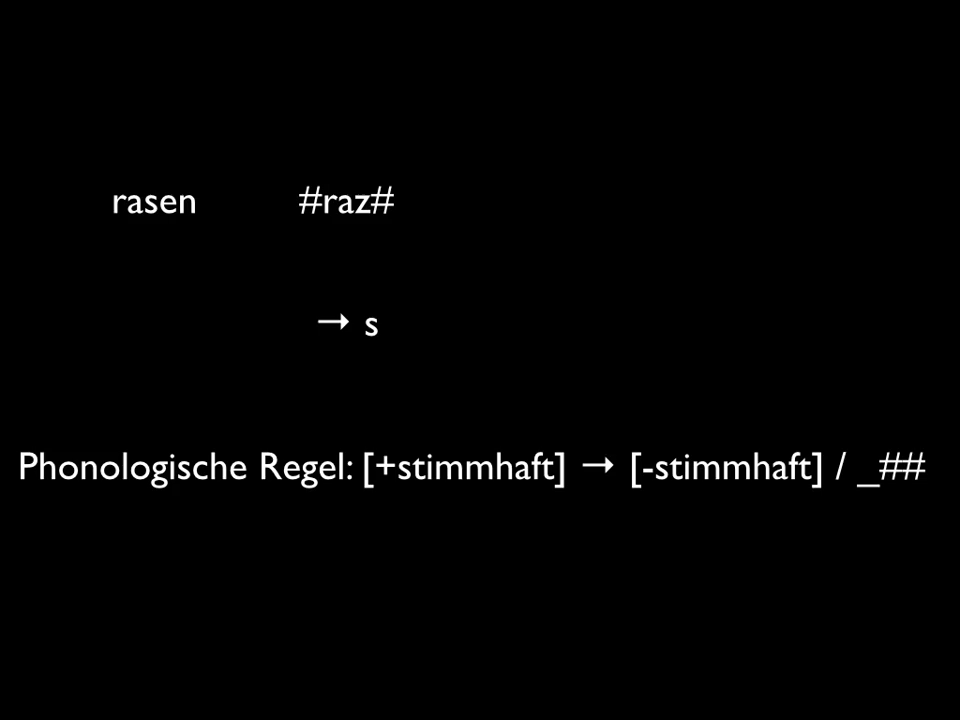 rasen #raz#
→ s
Phonologische Regel: [+stimmhaft] → [-stimmhaft] / _##